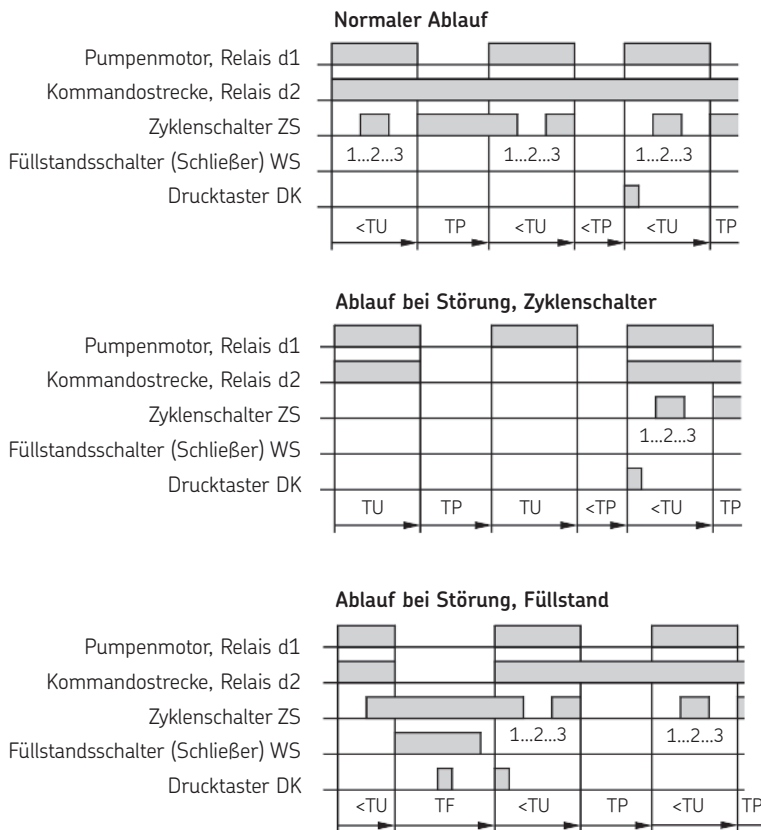 Normaler Ablauf
Pumpenmotor, Relais d1
Kommandostrecke, Relais d2
Zyklenschalter ZS
1...2...3 1...2...3 1...2...3
Füllstandsschalter (Schließer) WS
Drucktaster DK
<TU TP <TU <TP <TU TP
Ablauf bei Störung, Zyklenschalter
Pumpenmotor, Relais d1
Kommandostrecke, Relais d2
Zyklenschalter ZS
1...2...3
Füllstandsschalter (Schließer) WS
Drucktaster DK
TU TP TU <TP <TU TP
Ablauf bei Störung, Füllstand
Pumpenmotor, Relais d1
Kommandostrecke, Relais d2
Zyklenschalter ZS
1...2...3 1...2...3
Füllstandsschalter (Schließer) WS
Drucktaster DK
<TU TF <TU TP <TU TP